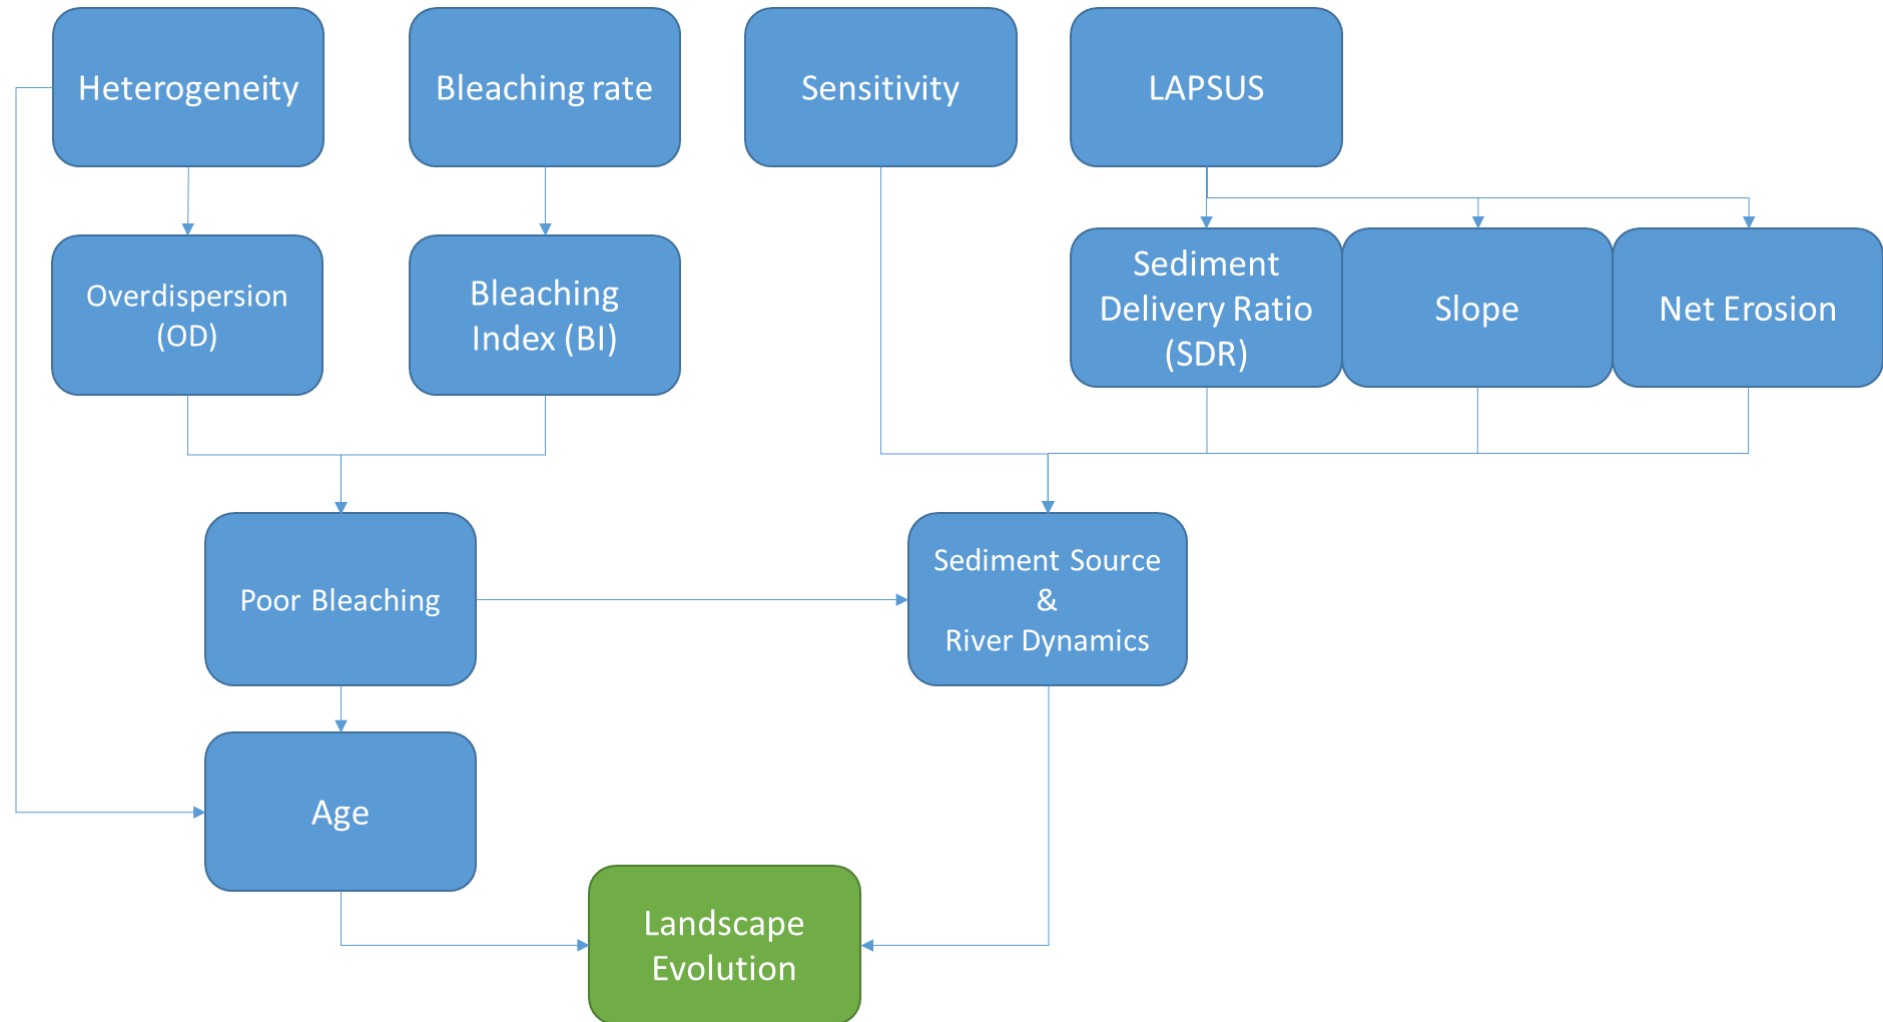 Heterogeneity
Bleaching rate
Sensitivity
LAPSUS
Overdispersion
(OD)
Bleaching
Index (BI)
Sediment
Delivery Ratio
(SDR)
Slope
Net Erosion
Poor Bleaching
Sediment Source
&
River Dynamics
Age
Landscape
Evolution